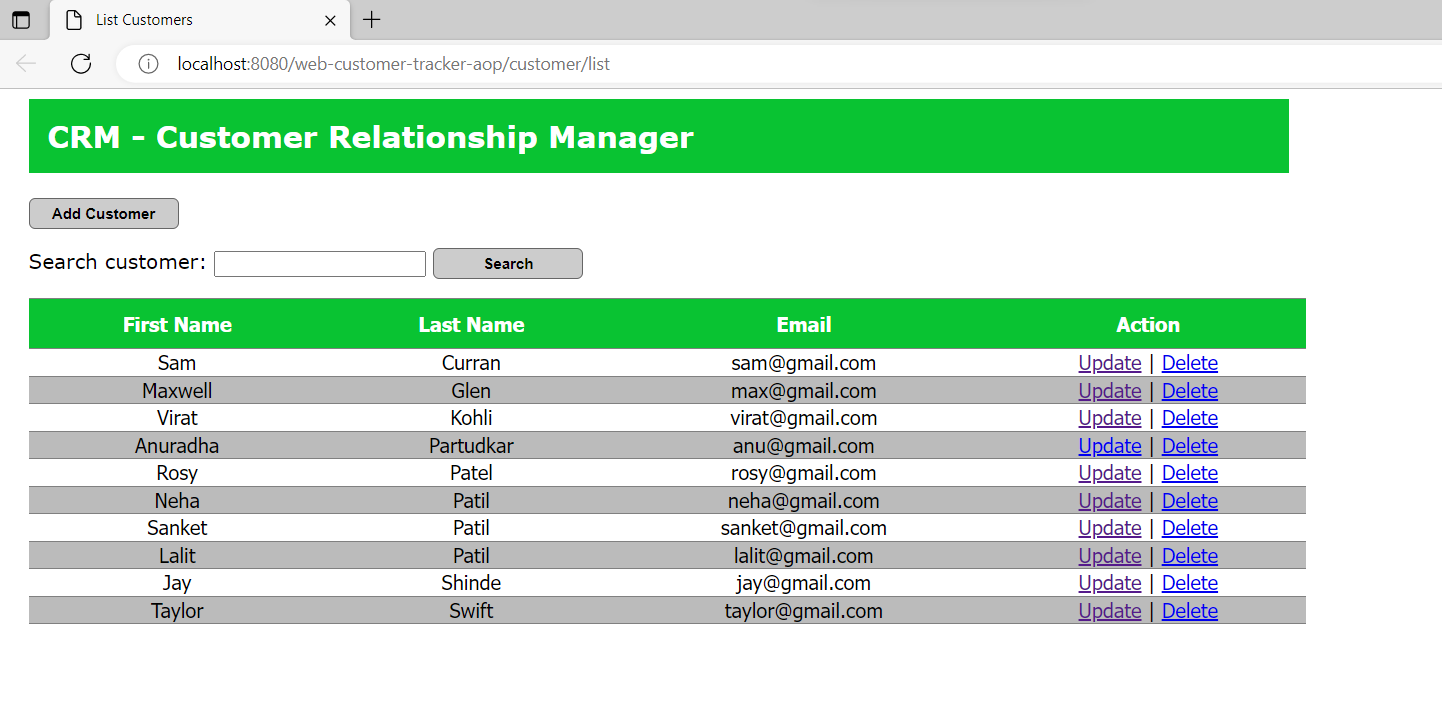 List Customers
localhost:8080/web-customer-tracker-aop/customer/list
CRM - Customer Relationship Manager
Add Customer
Search customer: Search
First Name Last Name Email Action
Sam Curran sam@gmail.com Update | Delete
Maxwell Glen max@gmail.com Update | Delete
Virat Kohli virat@gmail.com Update | Delete
Anuradha Partudkar anu@gmail.com Update | Delete
Rosy Patel rosy@gmail.com Update | Delete
Neha Patil neha@gmail.com Update | Delete
Sanket Patil sanket@gmail.com Update | Delete
Lalit Patil lalit@gmail.com Update | Delete
Jay Shinde jay@gmail.com Update | Delete
Taylor Swift taylor@gmail.com Update | Delete